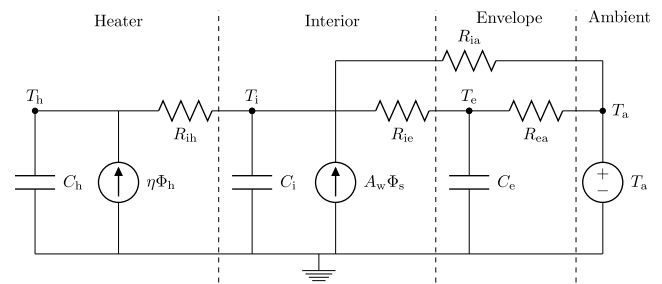 Heater Interior Envelope Ambient
R_ia
T_h T_i T_e T_a
R_ih R_ie R_ea
C_h ηΦ_h C_i A_wΦ_s C_e + − T_a